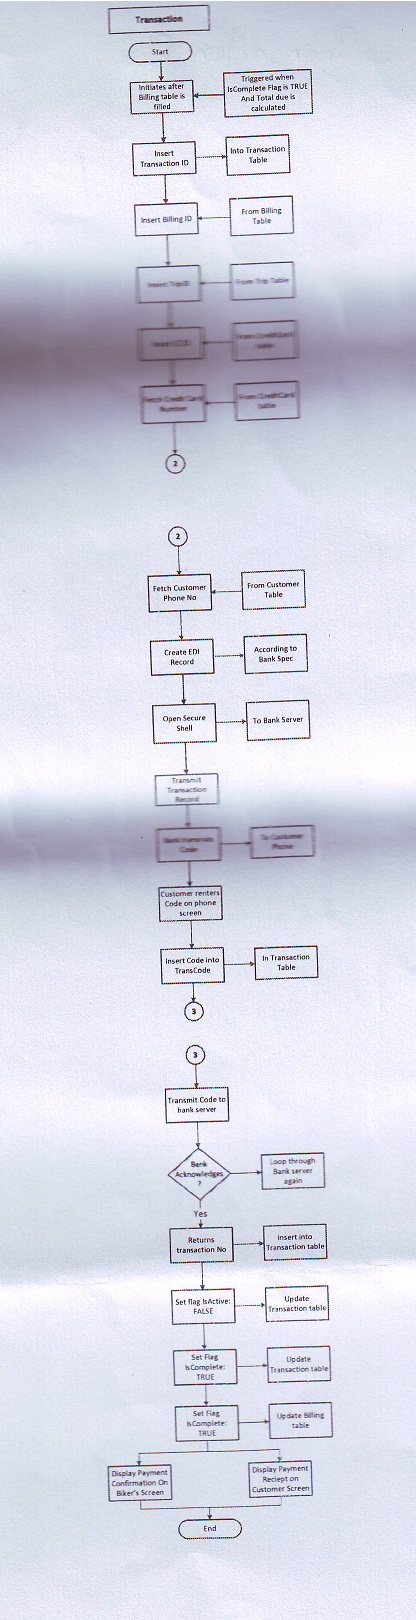 Transaction
Start
Initiates after
Billing table is
filled
Triggered when
IsComplete Flag is TRUE
And Total due is
calculated
Insert
Transaction ID
Into Transaction
Table
Insert Billing ID
From Billing
Table
Insert TripID
From Trip Table
Insert CCID
From CreditCard
table
Fetch Credit Card
Number
From CreditCard
table
2
2
Fetch Customer
Phone No
From Customer
Table
Create EDI
Record
According to
Bank Spec
Open Secure
Shell
To Bank Server
Transmit
Transaction
Record
Bank transmits
Code
To Customer
Phone
Customer renters
Code on phone
screen
Insert Code into
TransCode
In Transaction
Table
3
3
Transmit Code to
bank server
Bank
Acknowledges
?
Loop through
Bank server
again
Yes
Returns
transaction No
Insert into
Transaction table
Set flag IsActive:
FALSE
Update
Transaction table
Set Flag
IsComplete:
TRUE
Update
Transaction table
Set Flag
IsComplete:
TRUE
Update Billing
table
Display Payment
Confirmation On
Biker's Screen
Display Payment
Reciept on
Customer Screen
End